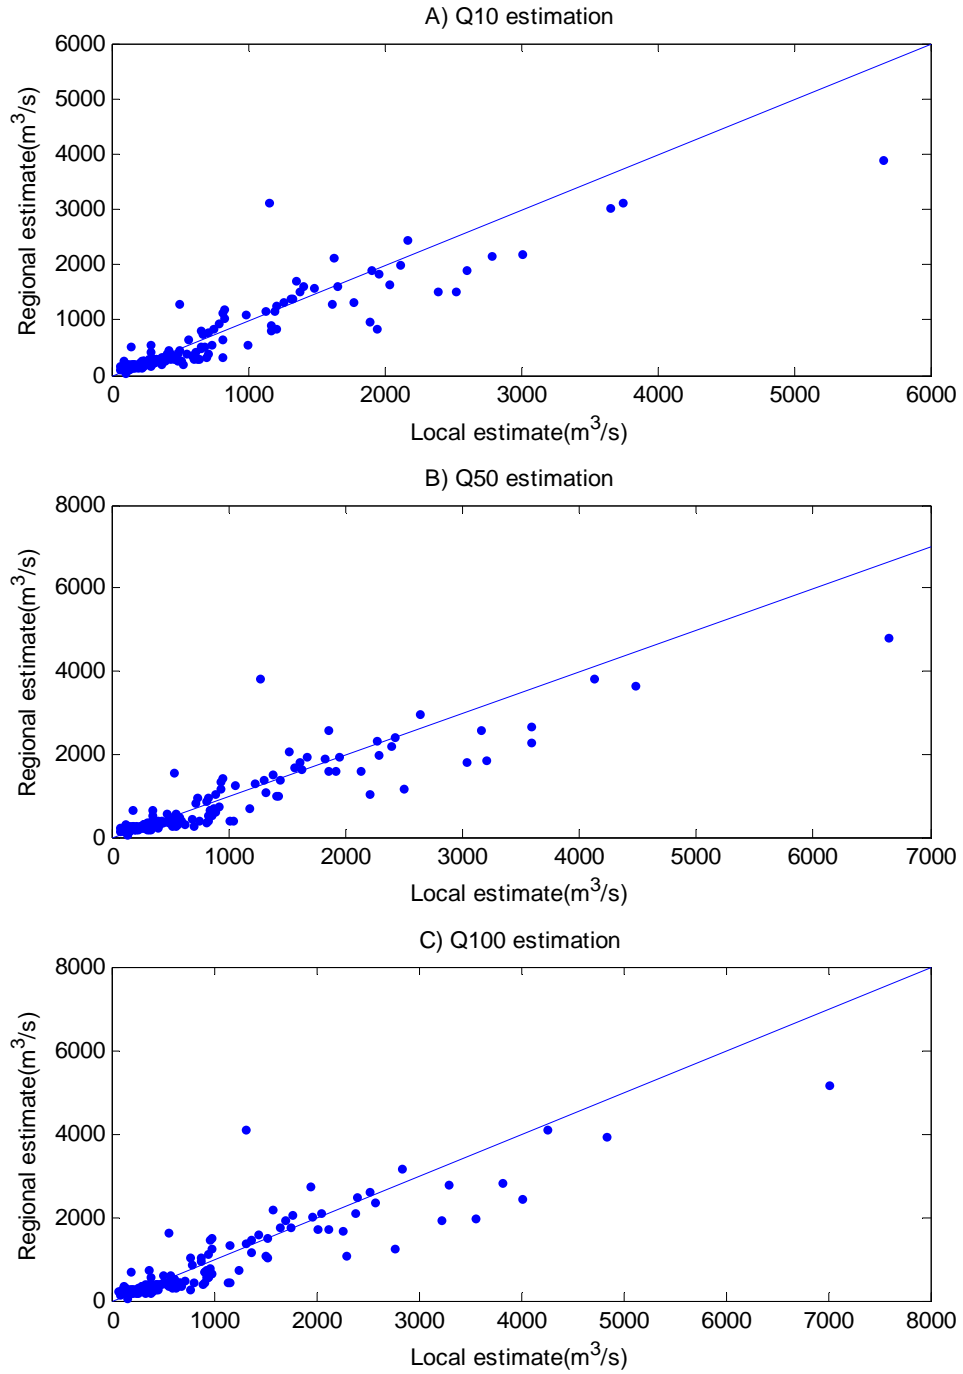 A) Q10 estimation
6000
5000
4000
3000
2000
1000
0
Regional estimate(m³/s)
0 1000 2000 3000 4000 5000 6000
Local estimate(m³/s)
B) Q50 estimation
8000
6000
4000
2000
0
Regional estimate(m³/s)
0 1000 2000 3000 4000 5000 6000 7000
Local estimate(m³/s)
C) Q100 estimation
8000
6000
4000
2000
0
Regional estimate(m³/s)
0 1000 2000 3000 4000 5000 6000 7000 8000
Local estimate(m³/s)